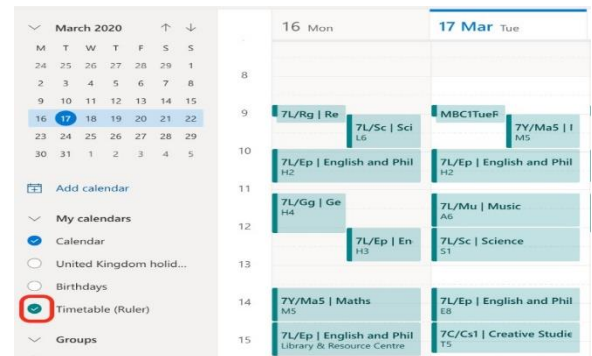 March 2020
M T W T F S S
24 25 26 27 28 29 1
2 3 4 5 6 7 8
9 10 11 12 13 14 15
16 17 18 19 20 21 22
23 24 25 26 27 28 29
30 31 1 2 3 4 5
Add calendar
My calendars
Calendar
United Kingdom holid...
Birthdays
Timetable (Ruler)
Groups
16 Mon
17 Mar Tue
8
9
10
11
12
13
14
15
7L/Rg | Re
7L/Sc | Sci
L6
7L/Ep | English and Phil
H2
7L/Gg | Ge
H4
7L/Ep | En
H3
7Y/Ma5 | Maths
M5
7L/Ep | English and Phil
Library & Resource Centre
MBC1TueF
7Y/Ma5 | I
M5
7L/Ep | English and Phil
H2
7L/Mu | Music
A6
7L/Sc | Science
S1
7L/Ep | English and Phil
E8
7C/Cs1 | Creative Studie
T5